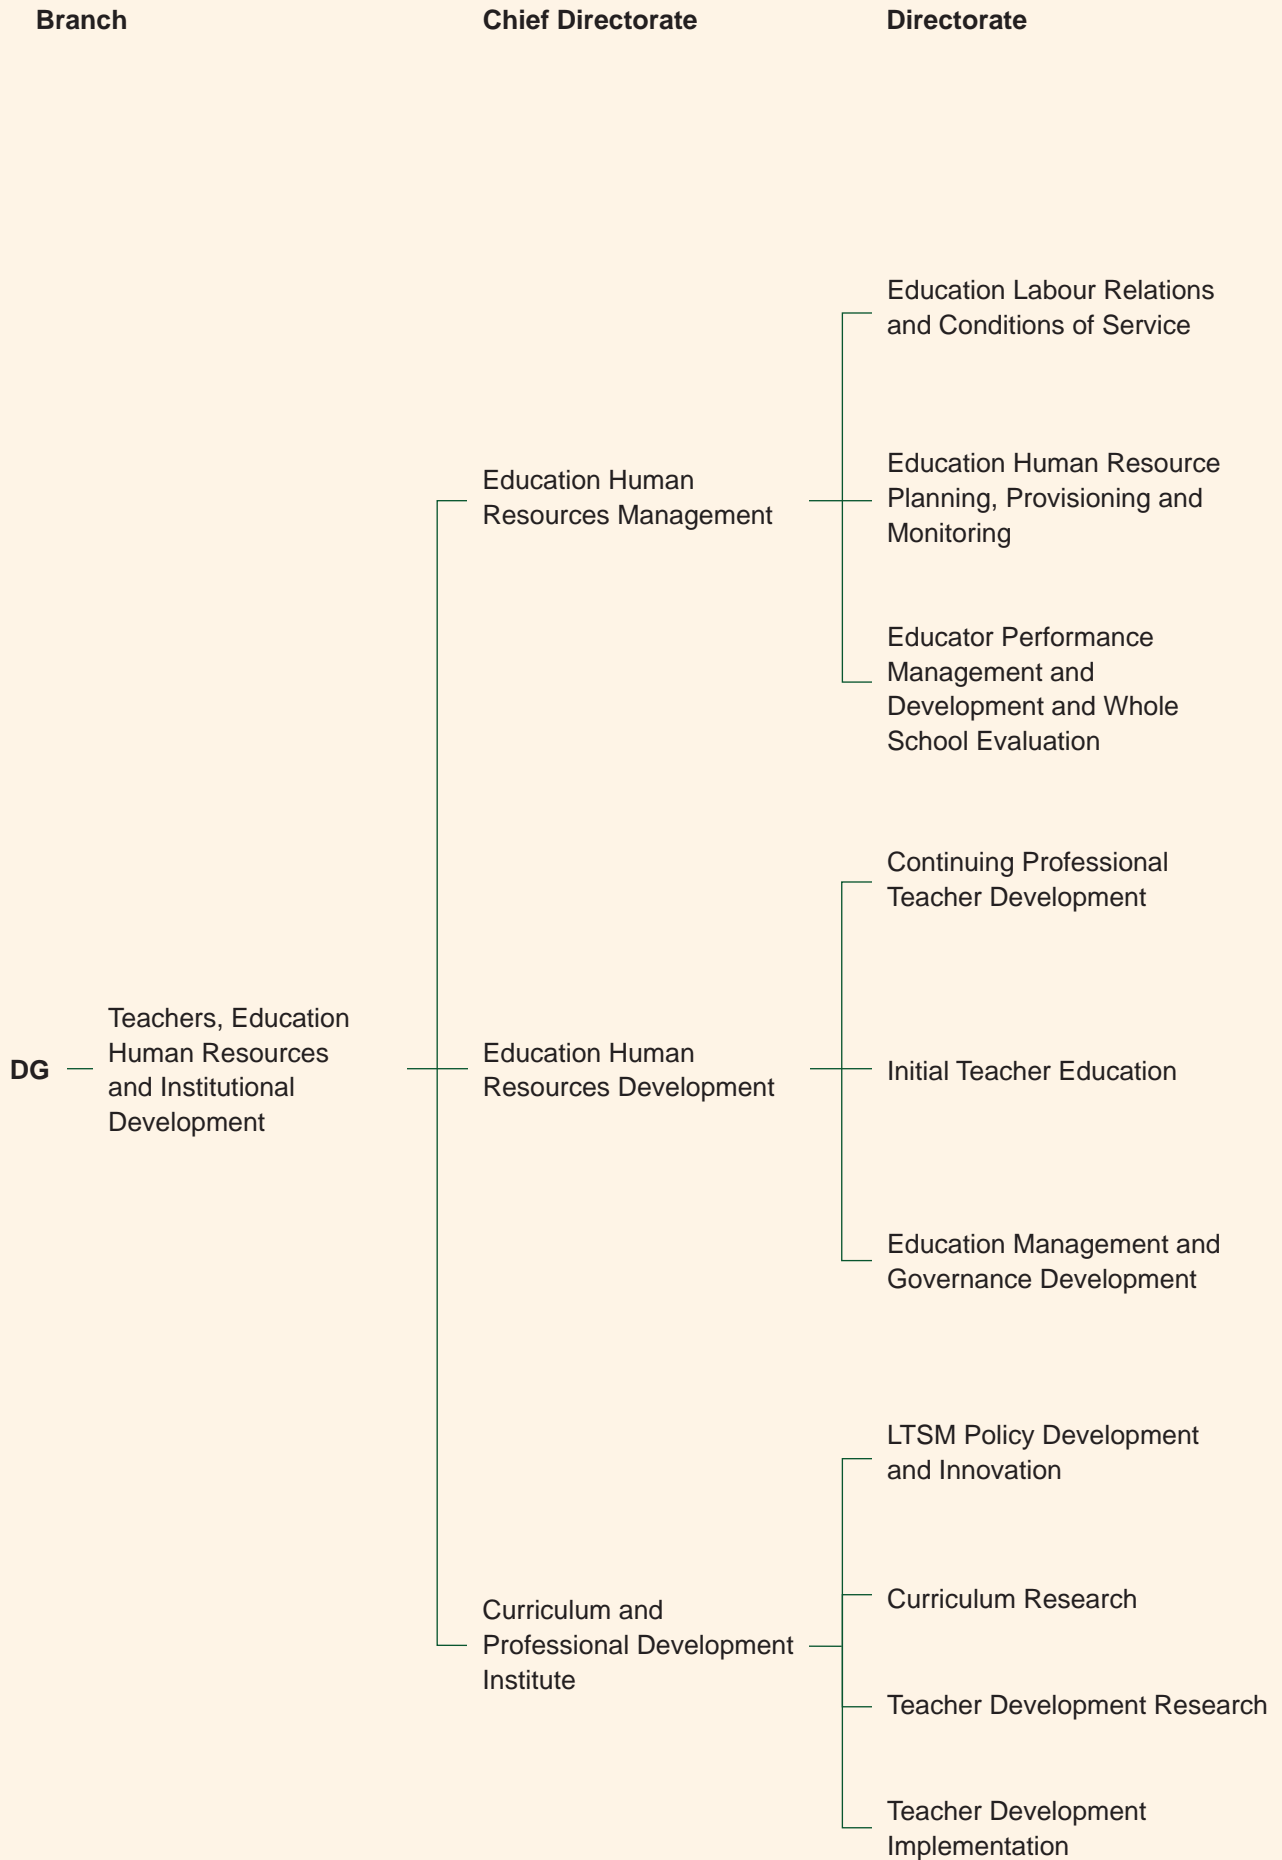 Branch
Chief Directorate
Directorate
Education Labour Relations
and Conditions of Service
Education Human
Resources Management
Education Human Resource
Planning, Provisioning and
Monitoring
Educator Performance
Management and
Development and Whole
School Evaluation
Continuing Professional
Teacher Development
DG
Teachers, Education
Human Resources
and Institutional
Development
Education Human
Resources Development
Initial Teacher Education
Education Management and
Governance Development
LTSM Policy Development
and Innovation
Curriculum and
Professional Development
Institute
Curriculum Research
Teacher Development Research
Teacher Development
Implementation